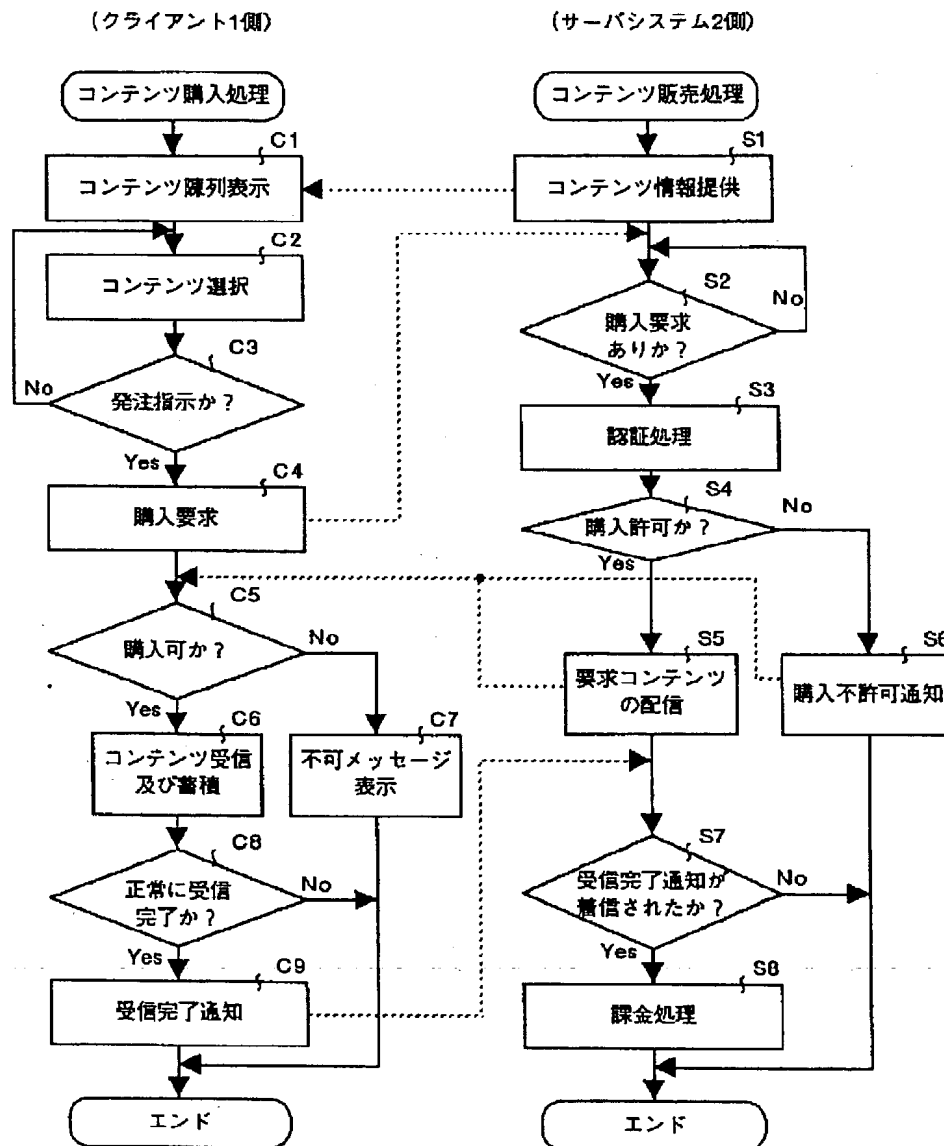 (クライアント1側)
コンテンツ購入処理
C1
コンテンツ陳列表示
C2
コンテンツ選択
C3
発注指示か?
No
Yes
C4
購入要求
C5
購入可か?
No
Yes
C6
コンテンツ受信
及び蓄積
C7
不可メッセージ
表示
C8
正常に受信
完了か?
No
Yes
C9
受信完了通知
エンド
(サーバシステム2側)
コンテンツ販売処理
S1
コンテンツ情報提供
S2
購入要求
ありか?
No
Yes
S3
認証処理
S4
購入許可か?
No
Yes
S5
要求コンテンツ
の配信
S6
購入不許可通知
S7
受信完了通知が
着信されたか?
No
Yes
S8
課金処理
エンド